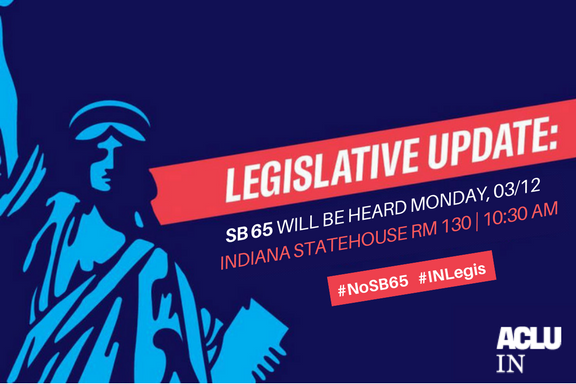 LEGISLATIVE UPDATE:
SB 65 WILL BE HEARD MONDAY, 03/12
INDIANA STATEHOUSE RM 130 | 10:30 AM
#NoSB65 #INLegis
ACLU
IN